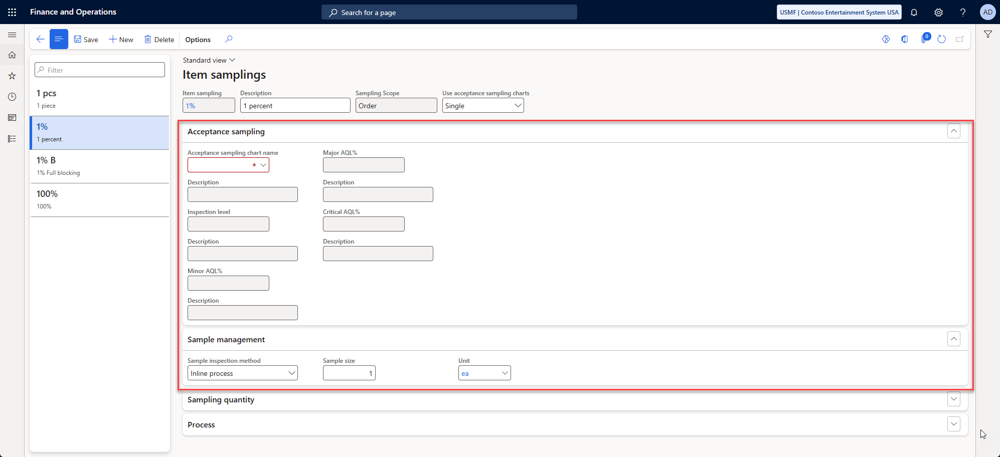 Finance and Operations
Search for a page
USMF | Contoso Entertainment System USA
AD
Save
New
Delete
Options
0
Filter
1 pcs
1 piece
1%
1 percent
1% B
1% Full blocking
100%
100%
Standard view
Item samplings
Item sampling Description Sampling Scope Use acceptance sampling charts
1% 1 percent Order Single
Acceptance sampling
Acceptance sampling chart name Major AQL%
*
Description Description
Inspection level Critical AQL%
Description Description
Minor AQL%
Description
Sample management
Sample inspection method Sample size Unit
Inline process 1 ea
Sampling quantity
Process